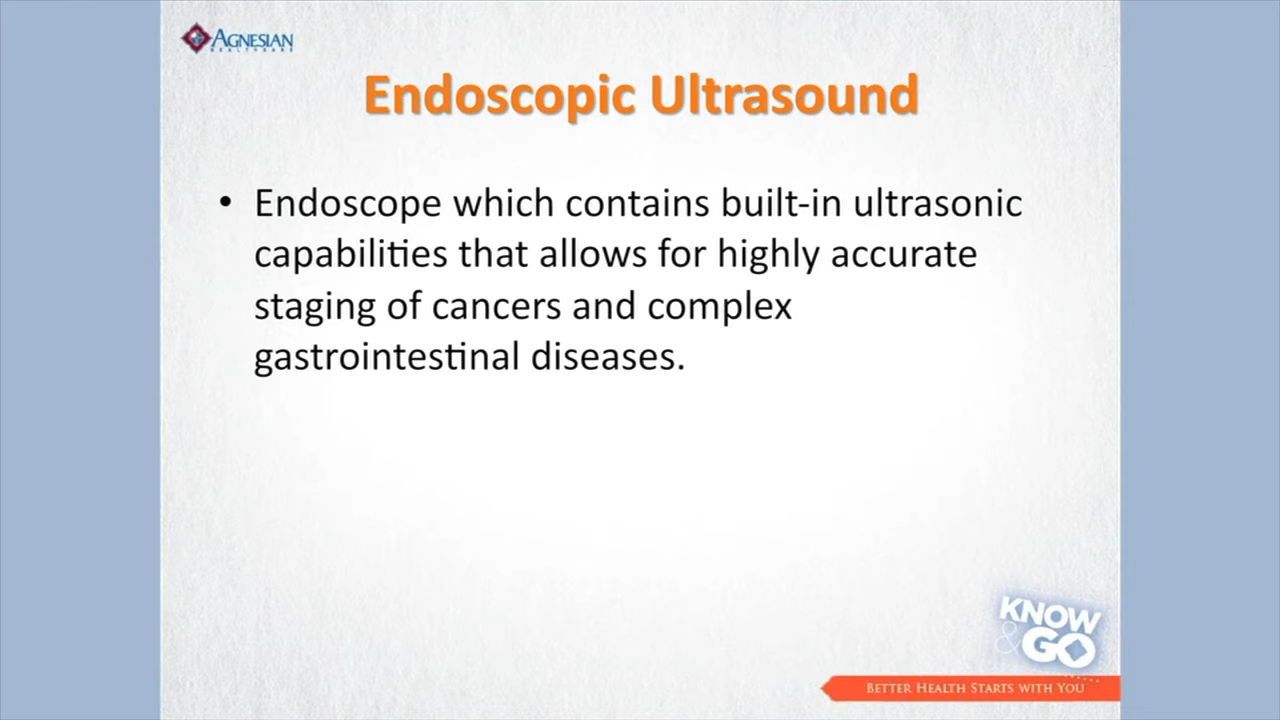 AGNESIAN
HEALTHCARE
Endoscopic Ultrasound
• Endoscope which contains built-in ultrasonic
capabilities that allows for highly accurate
staging of cancers and complex
gastrointestinal diseases.
KNOW
& GO
BETTER HEALTH STARTS WITH YOU